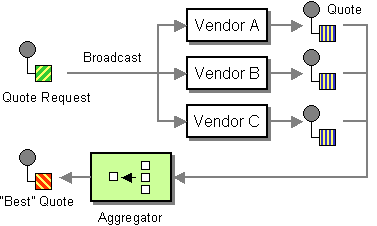 Vendor A
Quote
Broadcast
Vendor B
Quote Request
Vendor C
"Best" Quote
Aggregator